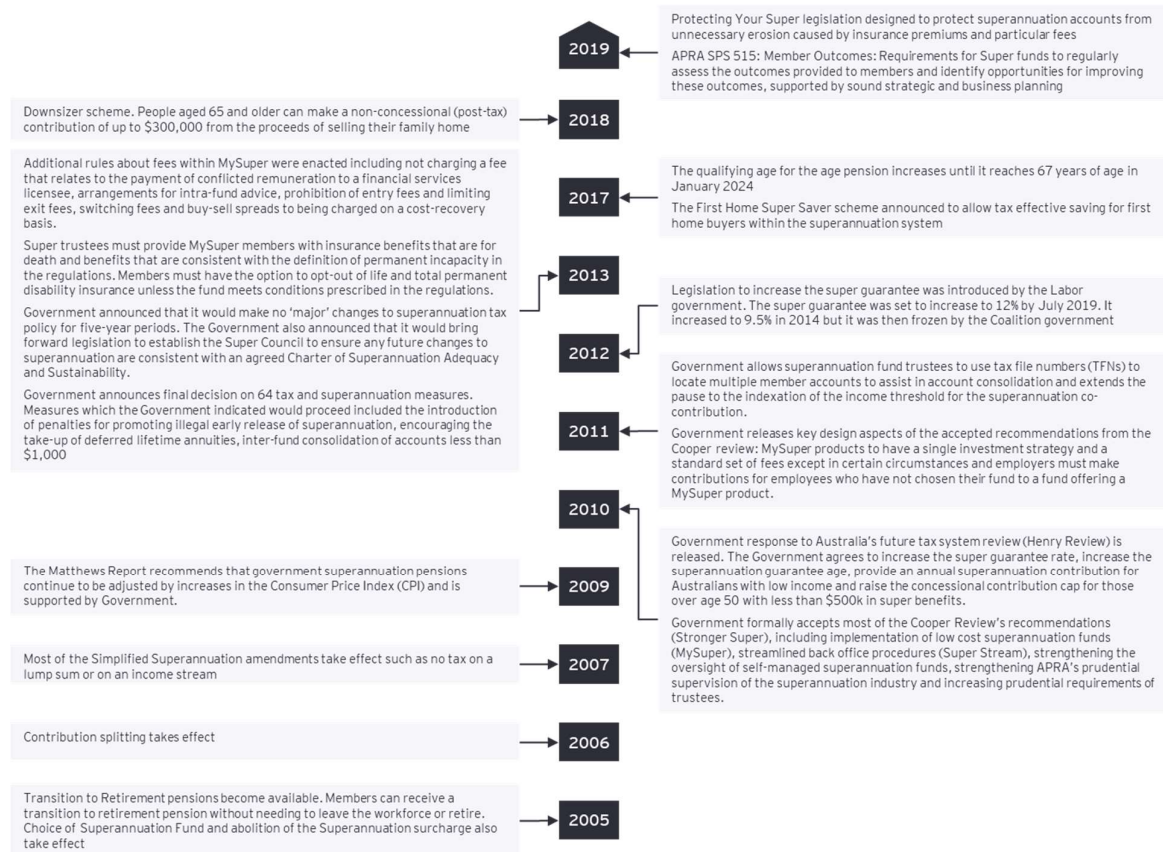 2019
Protecting Your Super legislation designed to protect superannuation accounts from
unnecessary erosion caused by insurance premiums and particular fees
APRA SPS 515: Member Outcomes: Requirements for Super funds to regularly
assess the outcomes provided to members and identify opportunities for improving
these outcomes, supported by sound strategic and business planning
Downsizer scheme. People aged 65 and older can make a non-concessional (post-tax)
contribution of up to $300,000 from the proceeds of selling their family home
2018
2017
The qualifying age for the age pension increases until it reaches 67 years of age in
January 2024
The First Home Super Saver scheme announced to allow tax effective saving for first
home buyers within the superannuation system
Additional rules about fees within MySuper were enacted including not charging a fee
that relates to the payment of conflicted remuneration to a financial services
licensee, arrangements for intra-fund advice, prohibition of entry fees and limiting
exit fees, switching fees and buy-sell spreads to being charged on a cost-recovery
basis.
Super trustees must provide MySuper members with insurance benefits that are for
death and benefits that are consistent with the definition of permanent incapacity in
the regulations. Members must have the option to opt-out of life and total permanent
disability insurance unless the fund meets conditions prescribed in the regulations.
Government announced that it would make no ‘major’ changes to superannuation tax
policy for five-year periods. The Government also announced that it would bring
forward legislation to establish the Super Council to ensure any future changes to
superannuation are consistent with an agreed Charter of Superannuation Adequacy
and Sustainability.
Government announces final decision on 64 tax and superannuation measures.
Measures which the Government indicated would proceed included the introduction
of penalties for promoting illegal early release of superannuation, encouraging the
take-up of deferred lifetime annuities, inter-fund consolidation of accounts less than
$1,000
2013
2012
Legislation to increase the super guarantee was introduced by the Labor
government. The super guarantee was set to increase to 12% by July 2019. It
increased to 9.5% in 2014 but it was then frozen by the Coalition government
2011
Government allows superannuation fund trustees to use tax file numbers (TFNs) to
locate multiple member accounts to assist in account consolidation and extends the
pause to the indexation of the income threshold for the superannuation co-
contribution.
Government releases key design aspects of the accepted recommendations from the
Cooper review: MySuper products to have a single investment strategy and a
standard set of fees except in certain circumstances and employers must make
contributions for employees who have not chosen their fund to a fund offering a
MySuper product.
2010
Government response to Australia's future tax system review (Henry Review) is
released. The Government agrees to increase the super guarantee rate, increase the
superannuation guarantee age, provide an annual superannuation contribution for
Australians with low income and raise the concessional contribution cap for those
over age 50 with less than $500k in super benefits.
Government formally accepts most of the Cooper Review's recommendations
(Stronger Super), including implementation of low cost superannuation funds
(MySuper), streamlined back office procedures (Super Stream), strengthening the
oversight of self-managed superannuation funds, strengthening APRA's prudential
supervision of the superannuation industry and increasing prudential requirements of
trustees.
The Matthews Report recommends that government superannuation pensions
continue to be adjusted by increases in the Consumer Price Index (CPI) and is
supported by Government.
2009
Most of the Simplified Superannuation amendments take effect such as no tax on a
lump sum or on an income stream
2007
Contribution splitting takes effect
2006
Transition to Retirement pensions become available. Members can receive a
transition to retirement pension without needing to leave the workforce or retire.
Choice of Superannuation Fund and abolition of the Superannuation surcharge also
take effect
2005